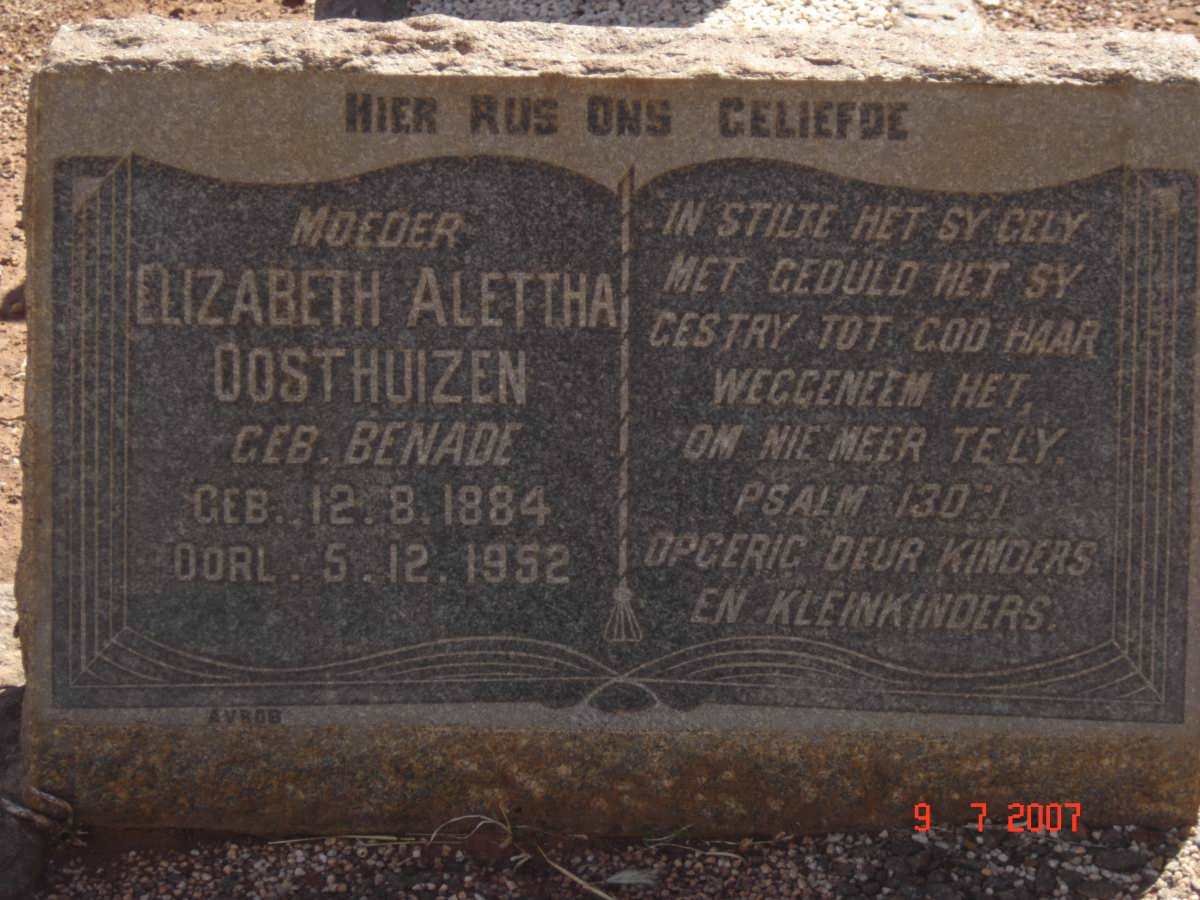 HIER RUS ONS GELIEFDE
MOEDER
ELIZABETH ALETTHA
OOSTHUIZEN
GEB. BENADE
GEB. 12.8.1884
OORL. 5.12.1952
IN STILTE HET SY GELY
MET GEDULD HET SY
GESTRY TOT GOD HAAR
WEGGENEEM HET,
OM NIE MEER TE LY.
PSALM 130:1
OPGERIG DEUR KINDERS
EN KLEINKINDERS.
AVBOB
9 7 2007